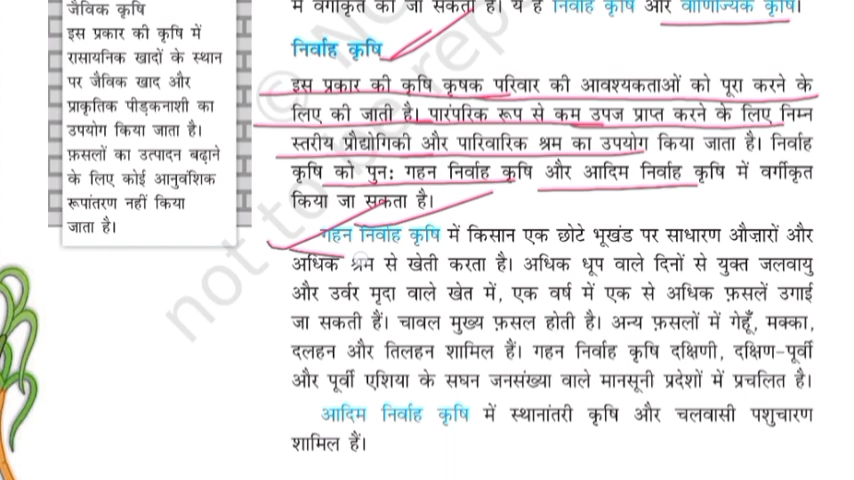 जैविक कृषि
इस प्रकार की कृषि में
रासायनिक खादों के स्थान
पर जैविक खाद और
प्राकृतिक पीड़कनाशी का
उपयोग किया जाता है।
फ़सलों का उत्पादन बढ़ाने
के लिए कोई आनुवंशिक
रूपांतरण नहीं किया
जाता है।
में वर्गीकृत की जा सकती है। ये हैं निर्वाह कृषि और वाणिज्यिक कृषि।
निर्वाह कृषि
इस प्रकार की कृषि कृषक परिवार की आवश्यकताओं को पूरा करने के
लिए की जाती है। पारंपरिक रूप से कम उपज प्राप्त करने के लिए निम्न
स्तरीय प्रौद्योगिकी और पारिवारिक श्रम का उपयोग किया जाता है। निर्वाह
कृषि को पुन: गहन निर्वाह कृषि और आदिम निर्वाह कृषि में वर्गीकृत
किया जा सकता है।
गहन निर्वाह कृषि में किसान एक छोटे भूखंड पर साधारण औज़ारों और
अधिक श्रम से खेती करता है। अधिक धूप वाले दिनों से युक्त जलवायु
और उर्वर मृदा वाले खेत में, एक वर्ष में एक से अधिक फ़सलें उगाई
जा सकती हैं। चावल मुख्य फ़सल होती है। अन्य फ़सलों में गेहूँ, मक्का,
दलहन और तिलहन शामिल हैं। गहन निर्वाह कृषि दक्षिणी, दक्षिण-पूर्वी
और पूर्वी एशिया के सघन जनसंख्या वाले मानसूनी प्रदेशों में प्रचलित है।
आदिम निर्वाह कृषि में स्थानांतरी कृषि और चलवासी पशुचारण
शामिल हैं।
not to be rep